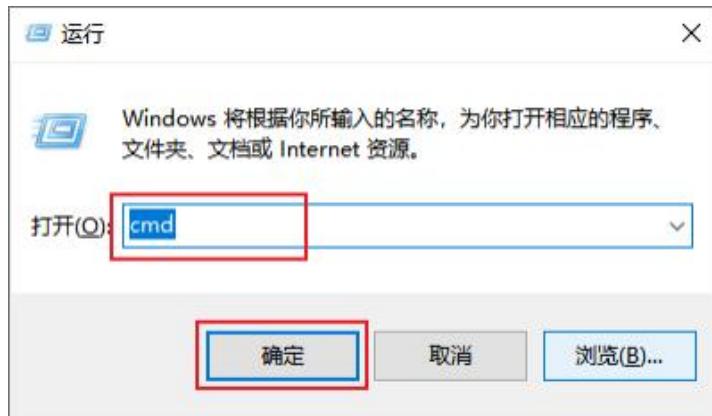 运行
Windows 将根据你所输入的名称，为你打开相应的程序、
文件夹、文档或 Internet 资源。
打开(O): cmd
确定 取消 浏览(B)...